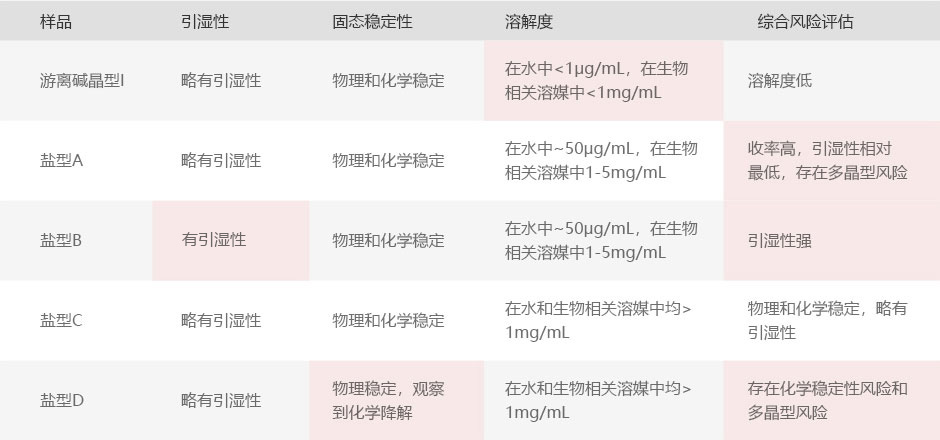 样品 引湿性 固态稳定性 溶解度 综合风险评估
游离碱晶型I 略有引湿性 物理和化学稳定 在水中<1μg/mL，在生物
相关溶媒中<1mg/mL 溶解度低
盐型A 略有引湿性 物理和化学稳定 在水中~50μg/mL，在生物
相关溶媒中1-5mg/mL 收率高，引湿性相对
最低，存在多晶型风险
盐型B 有引湿性 物理和化学稳定 在水中~50μg/mL，在生物
相关溶媒中1-5mg/mL 引湿性强
盐型C 略有引湿性 物理和化学稳定 在水和生物相关溶媒中均>
1mg/mL 物理和化学稳定，略有
引湿性
盐型D 略有引湿性 物理稳定，观察
到化学降解 在水和生物相关溶媒中均>
1mg/mL 存在化学稳定性风险和
多晶型风险